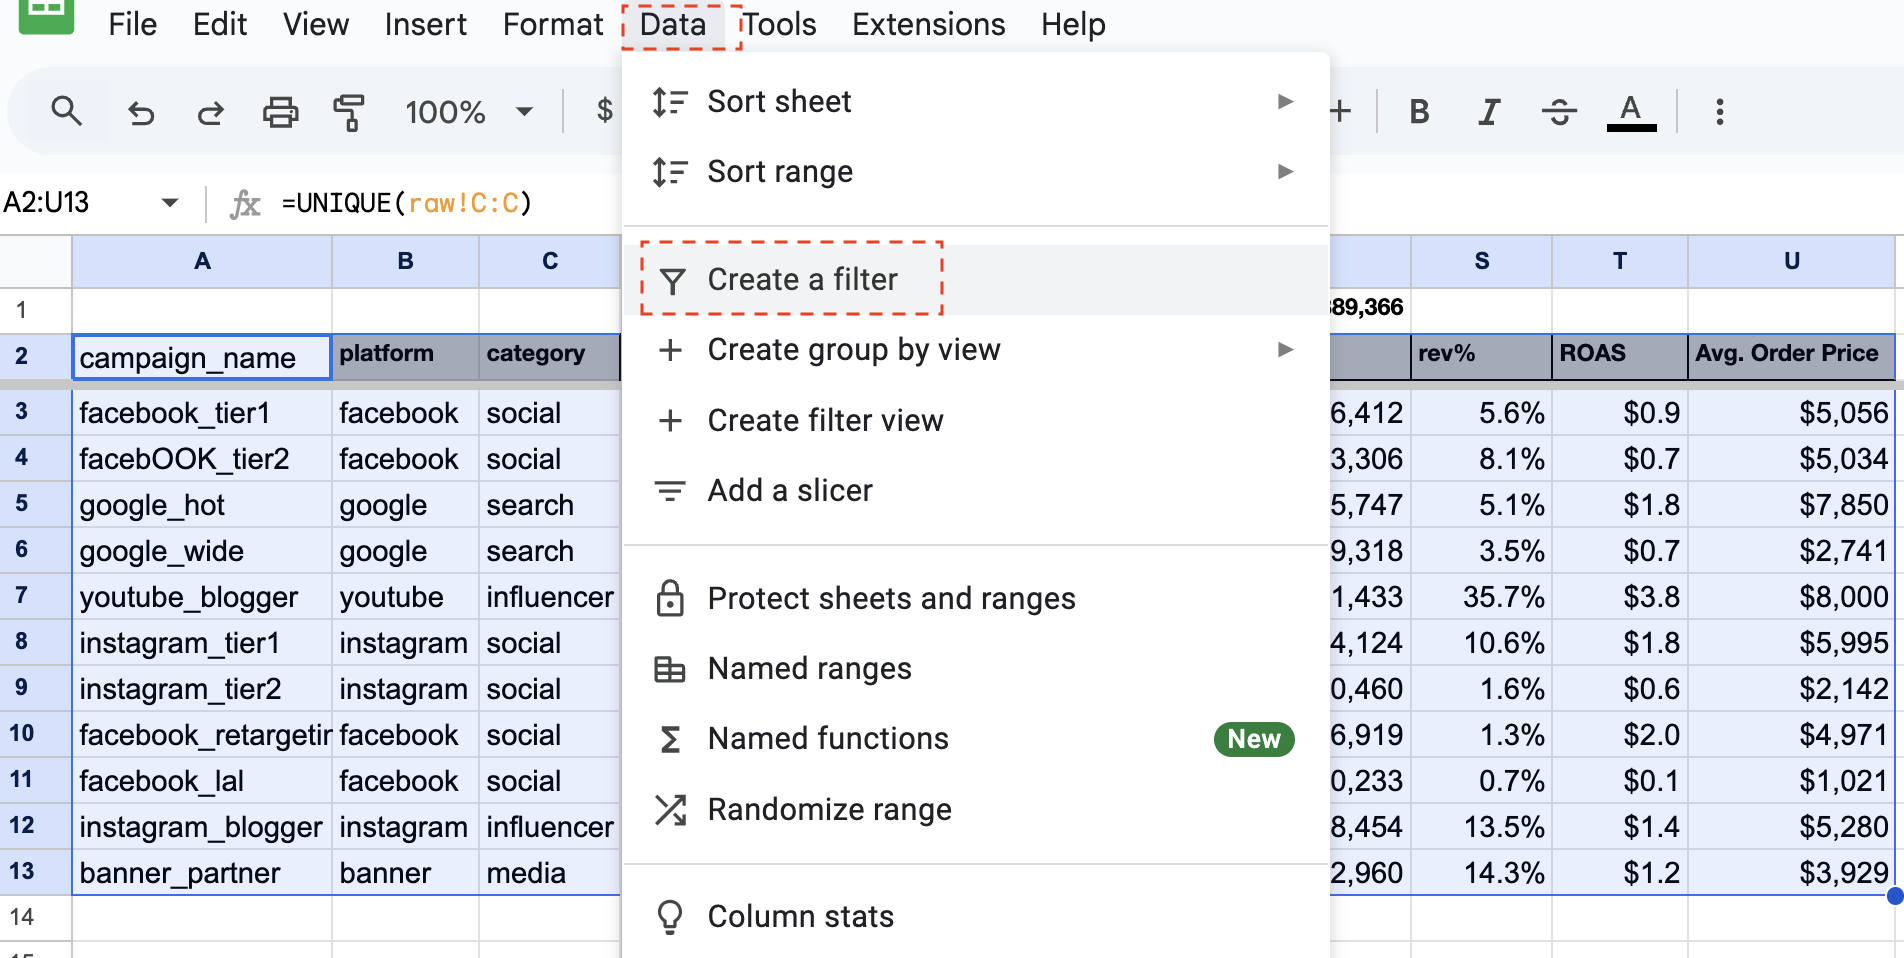 File Edit View Insert Format Data Tools Extensions Help
100% $ + B I S A
A2:U13 fx =UNIQUE(raw!C:C)
Sort sheet
Sort range
Create a filter
Create group by view
Create filter view
Add a slicer
Protect sheets and ranges
Named ranges
Named functions New
Randomize range
Column stats
A B C S T U
1 389,366
2 campaign_name platform category rev% ROAS Avg. Order Price
3 facebook_tier1 facebook social 6,412 5.6% $0.9 $5,056
4 facebOOK_tier2 facebook social 3,306 8.1% $0.7 $5,034
5 google_hot google search 5,747 5.1% $1.8 $7,850
6 google_wide google search 9,318 3.5% $0.7 $2,741
7 youtube_blogger youtube influencer 1,433 35.7% $3.8 $8,000
8 instagram_tier1 instagram social 4,124 10.6% $1.8 $5,995
9 instagram_tier2 instagram social 0,460 1.6% $0.6 $2,142
10 facebook_retargetin facebook social 6,919 1.3% $2.0 $4,971
11 facebook_lal facebook social 0,233 0.7% $0.1 $1,021
12 instagram_blogger instagram influencer 8,454 13.5% $1.4 $5,280
13 banner_partner banner media 2,960 14.3% $1.2 $3,929
14